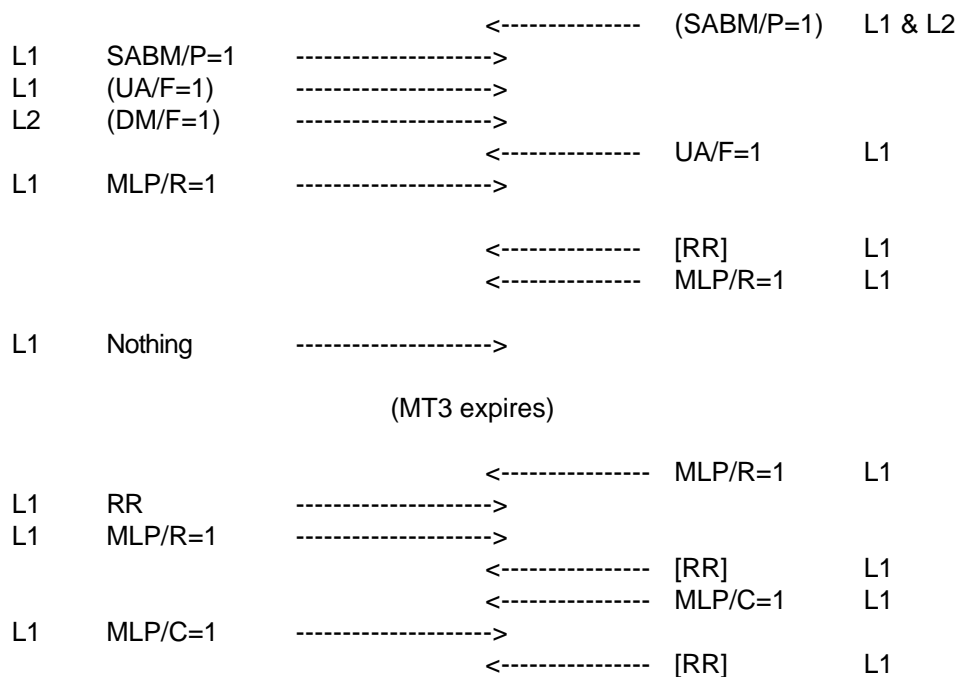 <--------------- (SABM/P=1) L1 & L2
L1 SABM/P=1 --------------------->
L1 (UA/F=1) --------------------->
L2 (DM/F=1) --------------------->
<--------------- UA/F=1 L1
L1 MLP/R=1 --------------------->
<--------------- [RR] L1
<--------------- MLP/R=1 L1
L1 Nothing --------------------->
(MT3 expires)
<---------------- MLP/R=1 L1
L1 RR --------------------->
L1 MLP/R=1 --------------------->
<---------------- [RR] L1
<---------------- MLP/C=1 L1
L1 MLP/C=1 --------------------->
<---------------- [RR] L1